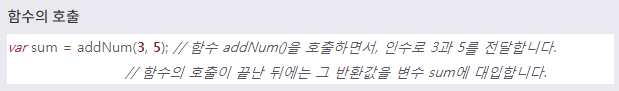 함수의 호출
var sum = addNum(3, 5); // 함수 addNum()을 호출하면서, 인수로 3과 5를 전달합니다.
// 함수의 호출이 끝난 뒤에는 그 반환값을 변수 sum에 대입합니다.